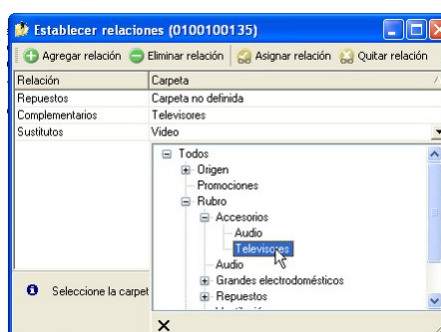 Establecer relaciones (0100100135)
Agregar relación Eliminar relación Asignar relación Quitar relación
Relación Carpeta
Repuestos Carpeta no definida
Complementarios Televisores
Sustitutos Video
Todos
Origen
Promociones
Rubro
Accesorios
Audio
Televisores
Audio
Grandes electrodomésticos
Seleccione la carpet
Repuestos